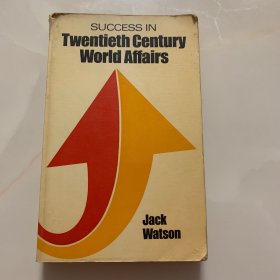 SUCCESS IN
Twentieth Century
World Affairs
Jack
Watson